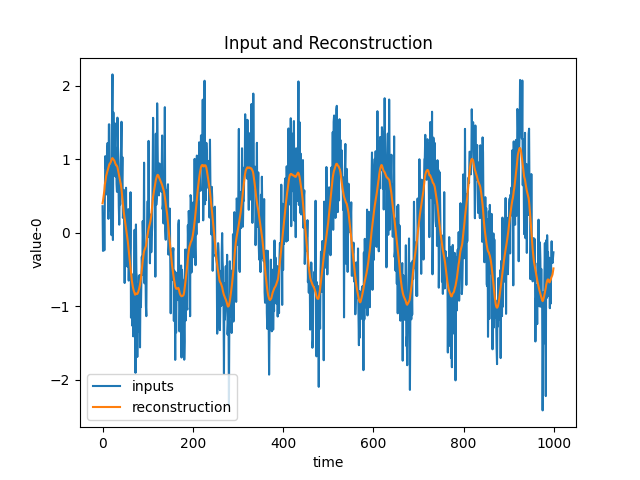 Input and Reconstruction
value-0
2
1
0
−1
−2
inputs
reconstruction
0
200
400
600
800
1000
time